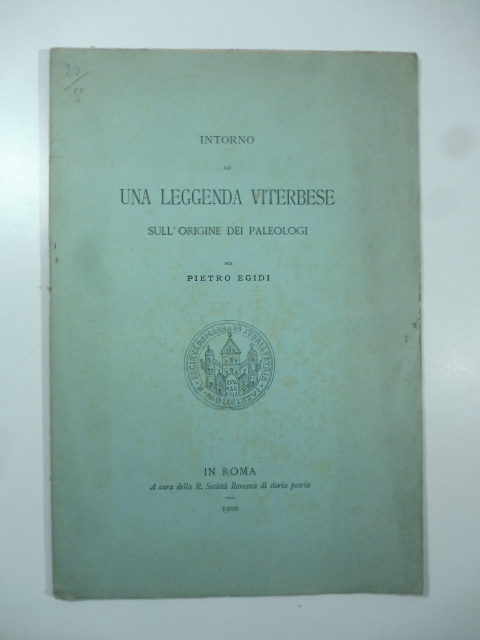 INTORNO
AD
UNA LEGGENDA VITERBESE
SULL' ORIGINE DEI PALEOLOGI
PER
PIETRO EGIDI
IN ROMA
A cura della R. Società Romana di storia patria
1900